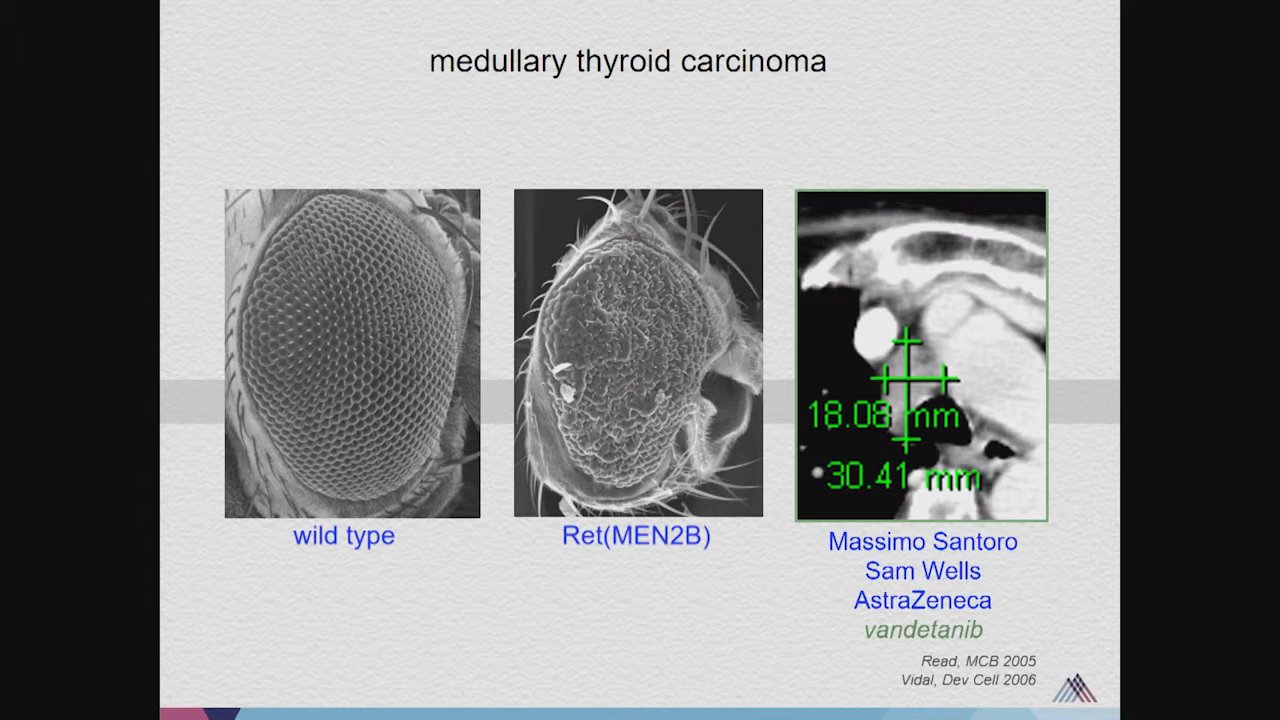 medullary thyroid carcinoma
18.08 mm
30.41 mm
wild type
Ret(MEN2B)
Massimo Santoro
Sam Wells
AstraZeneca
vandetanib
Read, MCB 2005
Vidal, Dev Cell 2006